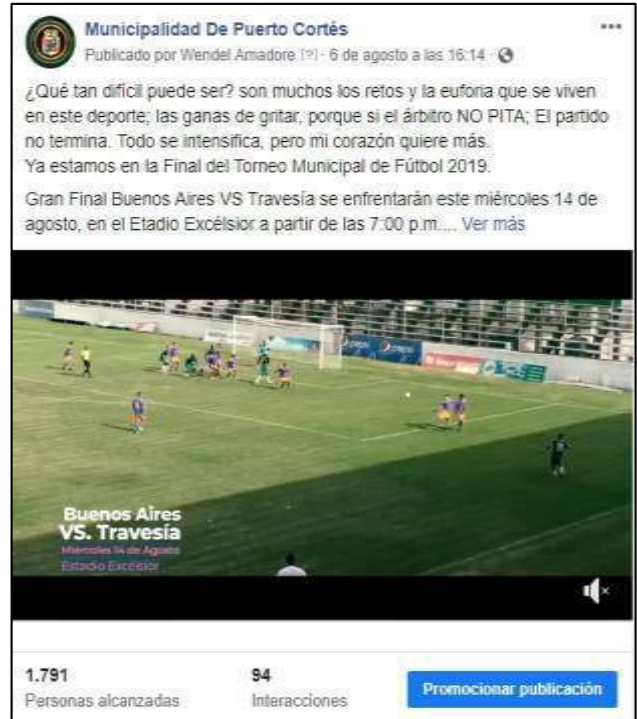 Municipalidad De Puerto Cortés
Publicado por Wendel Amadore [?] · 6 de agosto a las 16:14 ·
¿Qué tan difícil puede ser? son muchos los retos y la euforia que se viven
en este deporte; las ganas de gritar, porque si el árbitro NO PITA; El partido
no termina. Todo se intensifica, pero mi corazón quiere más.
Ya estamos en la Final del Torneo Municipal de Fútbol 2019.
Gran Final Buenos Aires VS Travesía se enfrentarán este miércoles 14 de
agosto, en el Etadio Excélsior a partir de las 7:00 p.m.... Ver más
pepsi
Buenos Aires
VS. Travesía
Miércoles 14 de Agosto
Estadio Excelsior
1.791
Personas alcanzadas
94
Interacciones
Promocionar publicación